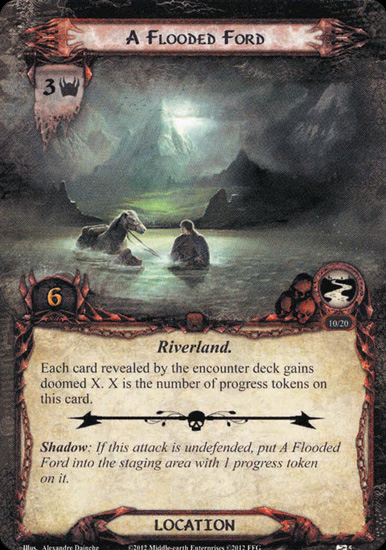 A Flooded Ford
3
6
10/20
Riverland.
Each card revealed by the encounter deck gains
doomed X. X is the number of progress tokens on
this card.
Shadow: If this attack is undefended, put A Flooded
Ford into the staging area with 1 progress token
on it.
Location
Illus. Alexandre Dainche ©2012 Middle-earth Enterprises ©2012 FFG 5